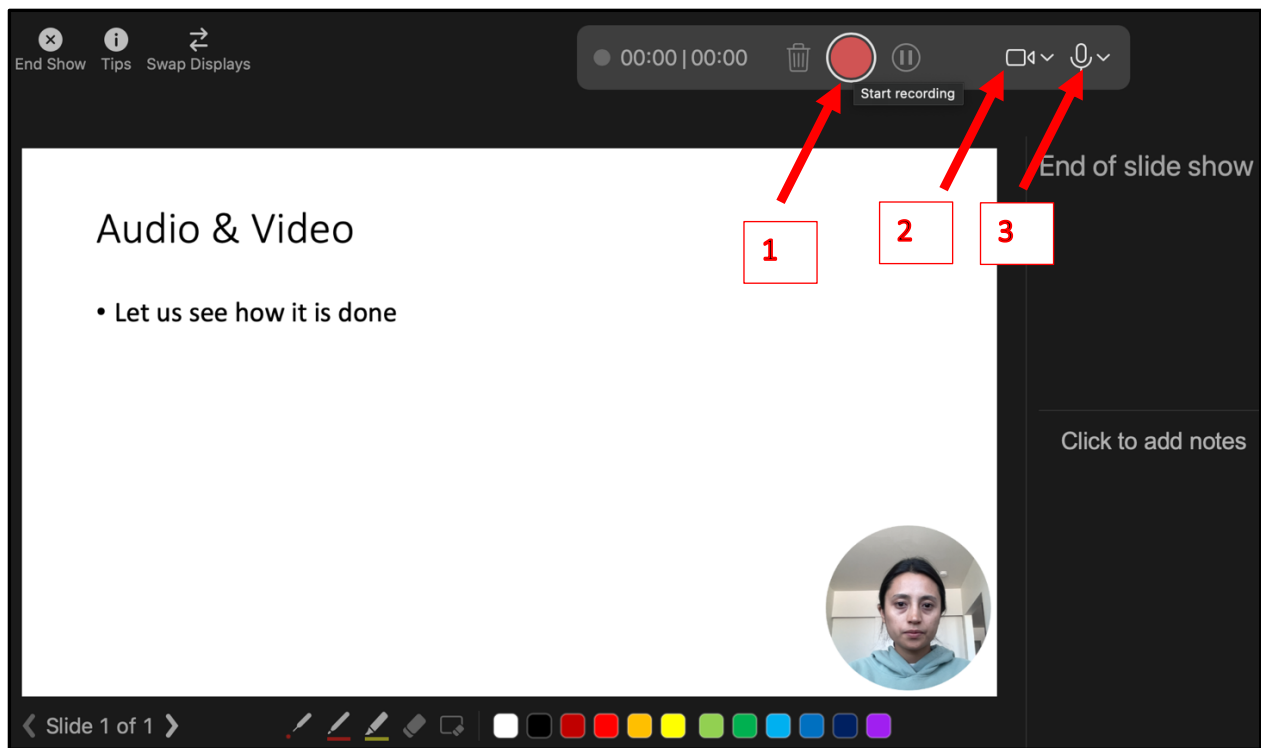 End Show Tips Swap Displays
00:00 | 00:00
Start recording
1
2
3
End of slide show
Audio & Video
• Let us see how it is done
Click to add notes
Slide 1 of 1